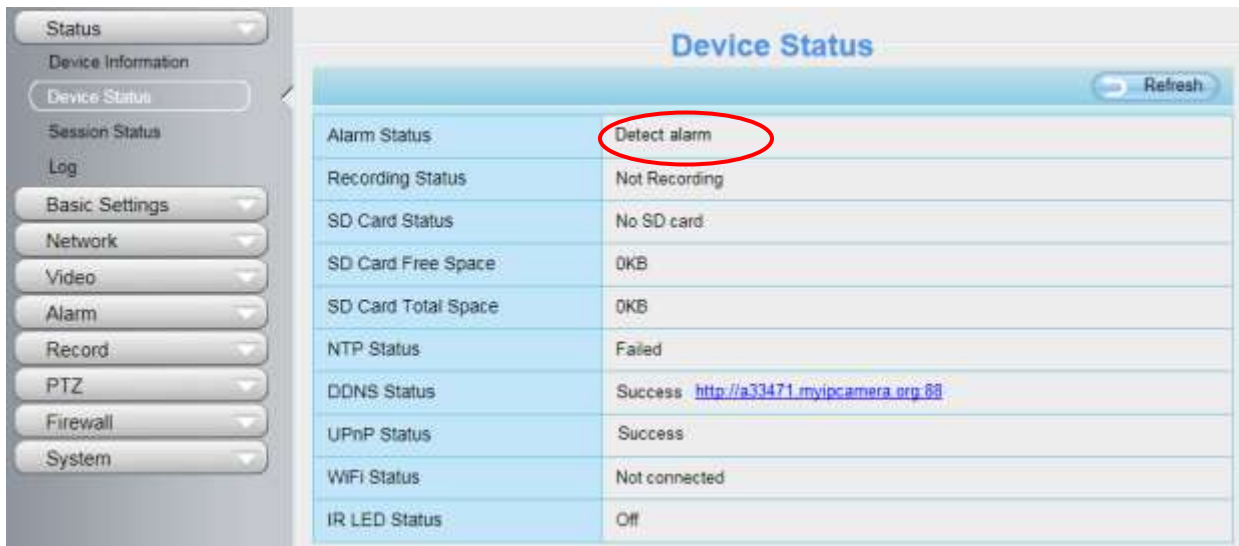 Status
Device Information
Device Status
Session Status
Log
Basic Settings
Network
Video
Alarm
Record
PTZ
Firewall
System
Device Status
Refresh
Alarm Status Detect alarm
Recording Status Not Recording
SD Card Status No SD card
SD Card Free Space 0KB
SD Card Total Space 0KB
NTP Status Failed
DDNS Status Success http://a33471.myipcamera.org:88
UPnP Status Success
WiFi Status Not connected
IR LED Status Off